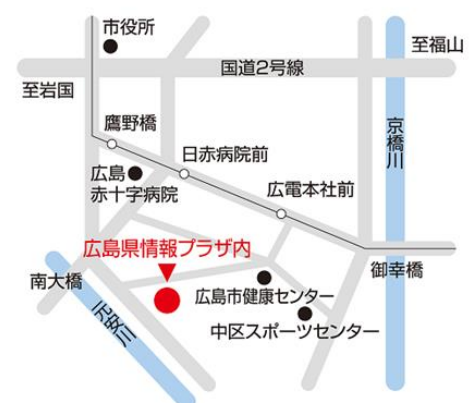 市役所
至福山
国道2号線
至岩国
鷹野橋
京橋川
日赤病院前
広島
赤十字病院
広電本社前
広島県情報プラザ内
御幸橋
南大橋
広島市健康センター
元安川
中区スポーツセンター